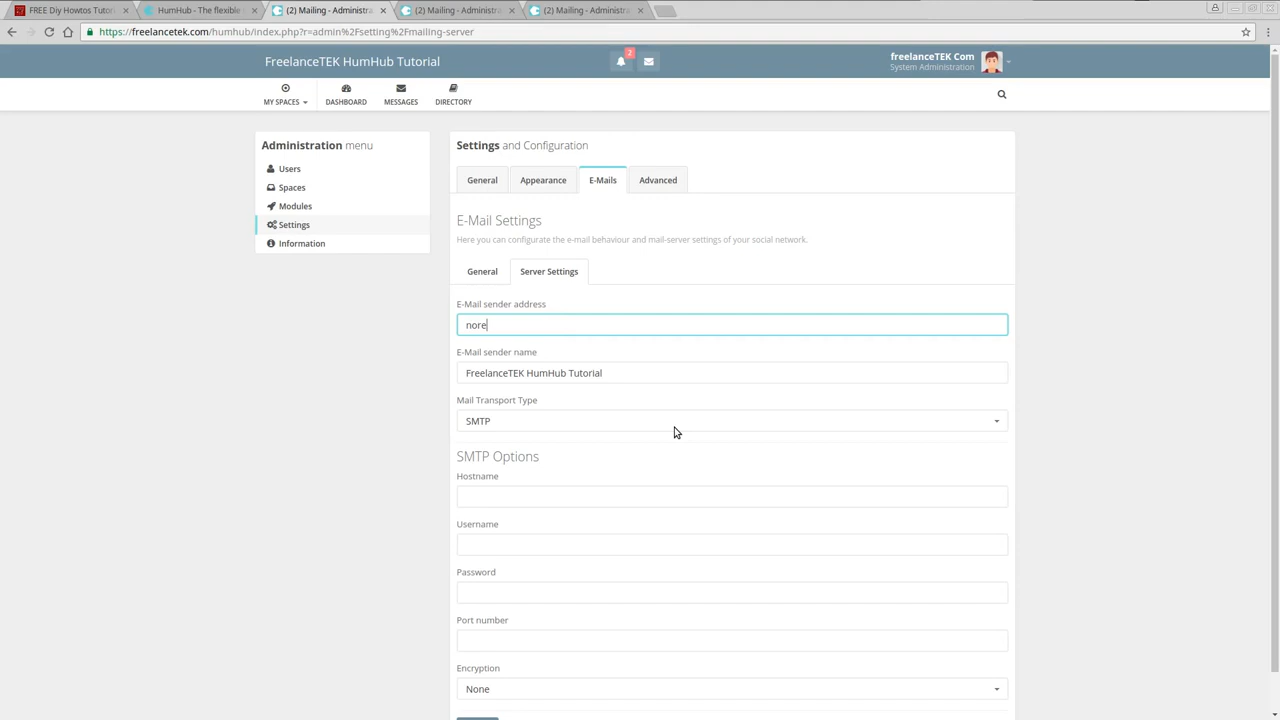 FREE Diy Howtos Tutor
HumHub - The flexible
(2) Mailing - Administra
(2) Mailing - Administra
(2) Mailing - Administra
https://freelancetek.com/humhub/index.php?r=admin%2Fsetting%2Fmailing-server
FreelanceTEK HumHub Tutorial
2
freelanceTEK Com
System Administration
MY SPACES
DASHBOARD
MESSAGES
DIRECTORY
Administration menu
Users
Spaces
Modules
Settings
Information
Settings and Configuration
General
Appearance
E-Mails
Advanced
E-Mail Settings
Here you can configurate the e-mail behaviour and mail-server settings of your social network.
General
Server Settings
E-Mail sender address
nore
E-Mail sender name
FreelanceTEK HumHub Tutorial
Mail Transport Type
SMTP
SMTP Options
Hostname
Username
Password
Port number
Encryption
None